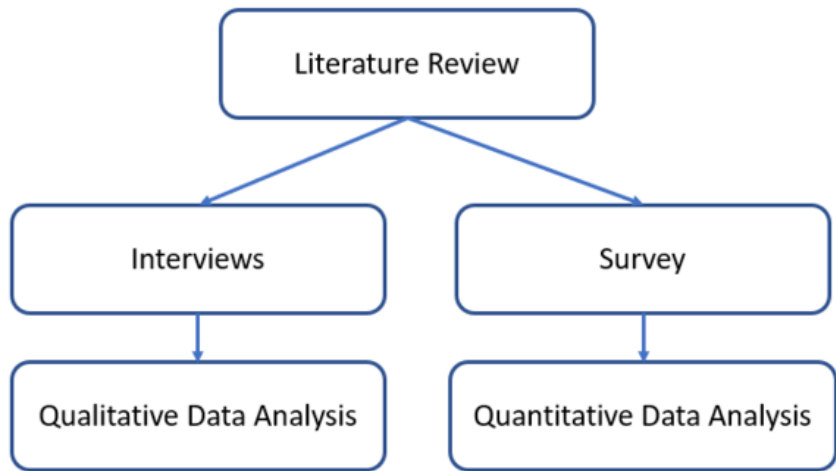 Literature Review
Interviews
Survey
Qualitative Data Analysis
Quantitative Data Analysis